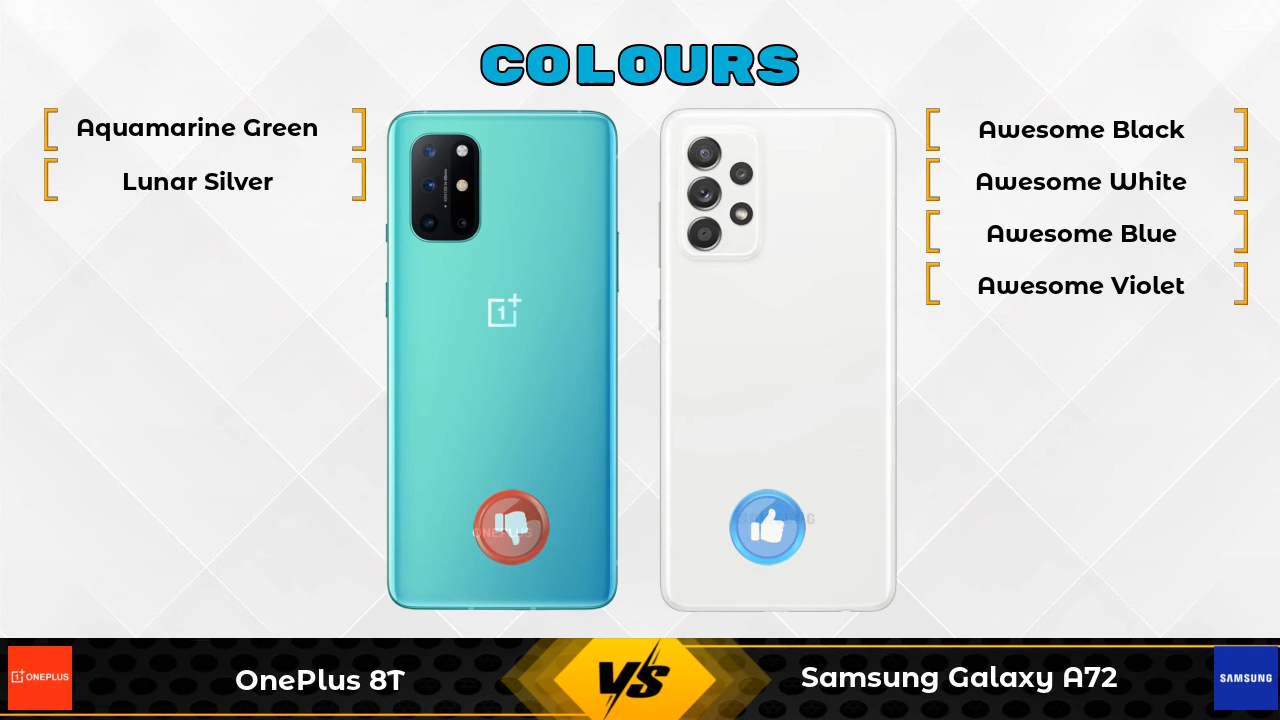 COLOURS
Aquamarine Green
Lunar Silver
Awesome Black
Awesome White
Awesome Blue
Awesome Violet
ONEPLUS
ONEPLUS
OnePlus 8T
VS
Samsung Galaxy A72
SAMSUNG